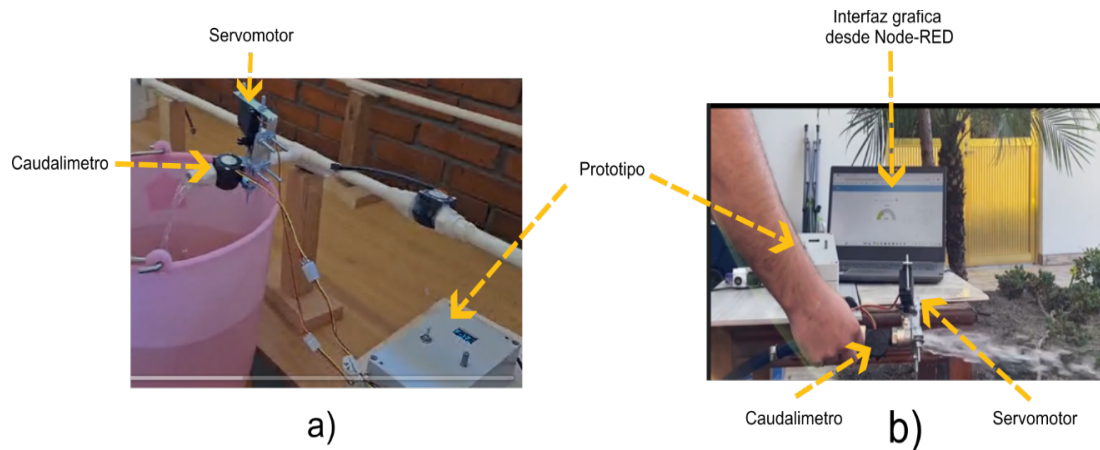 Servomotor
Caudalimetro
a)
Prototipo
Interfaz grafica
desde Node-RED
Caudalimetro
Servomotor
b)